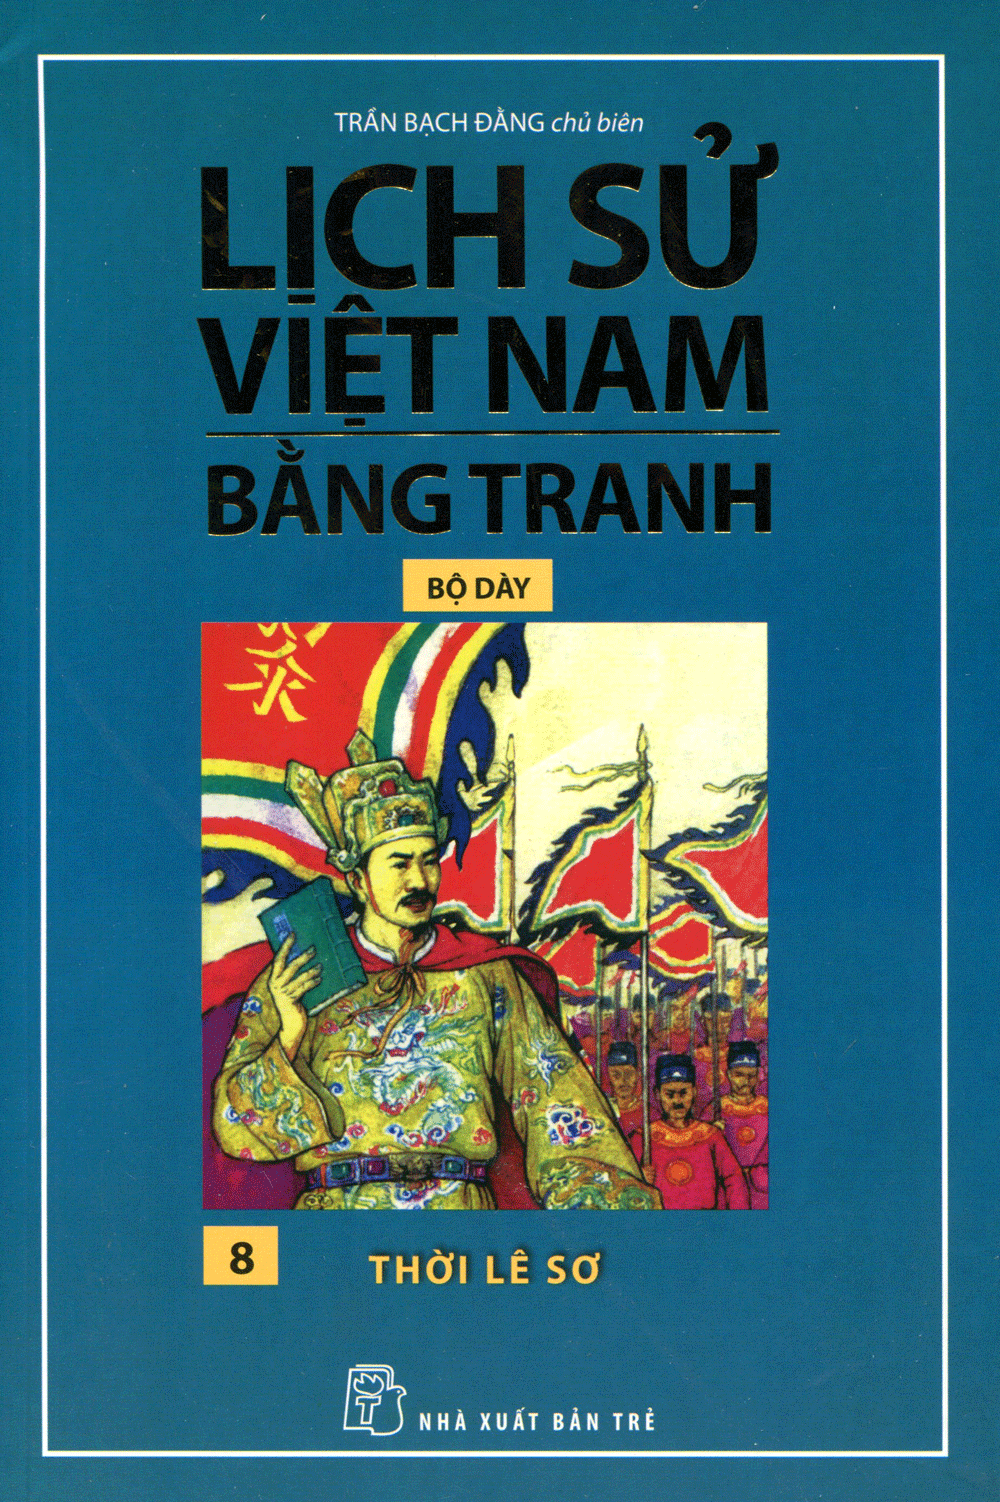 TRẦN BẠCH ĐẰNG chủ biên
LỊCH SỬ
VIỆT NAM
BẰNG TRANH
BỘ DÀY
8
THỜI LÊ SƠ
NHÀ XUẤT BẢN TRẺ